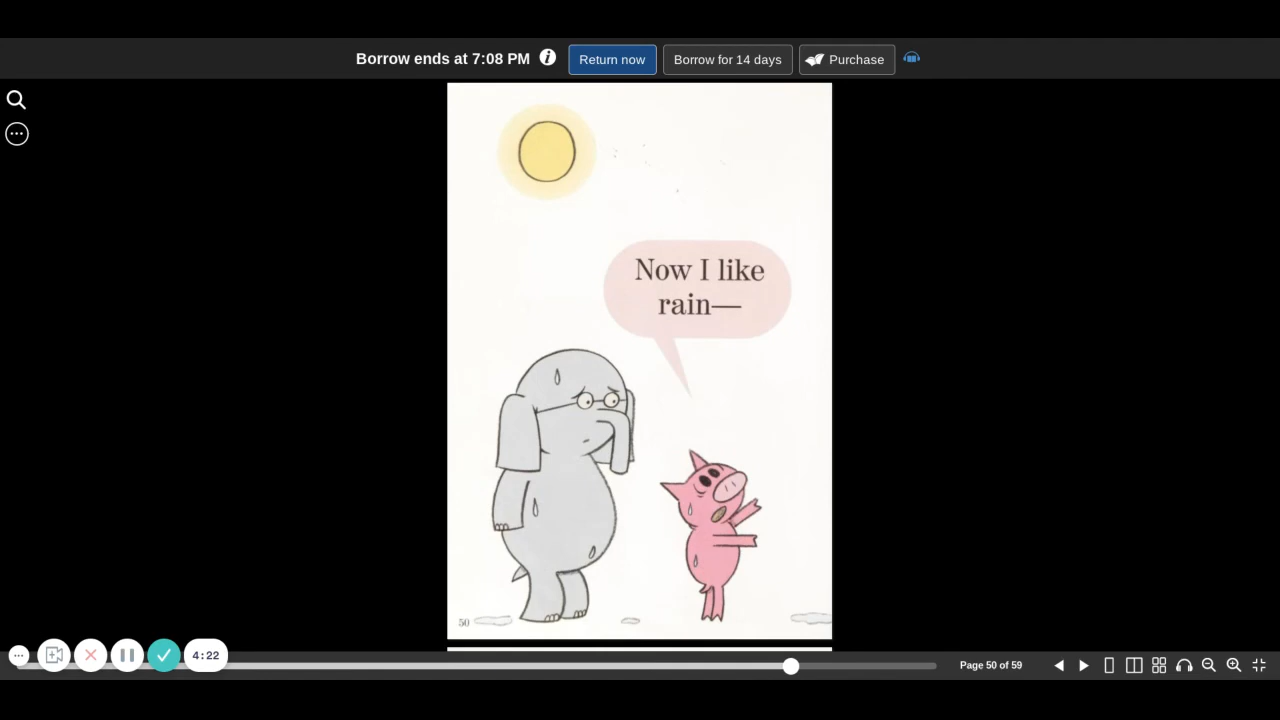 Borrow ends at 7:08 PM
Return now
Borrow for 14 days
Purchase
Now I like
rain—
50
4:22
Page 50 of 59